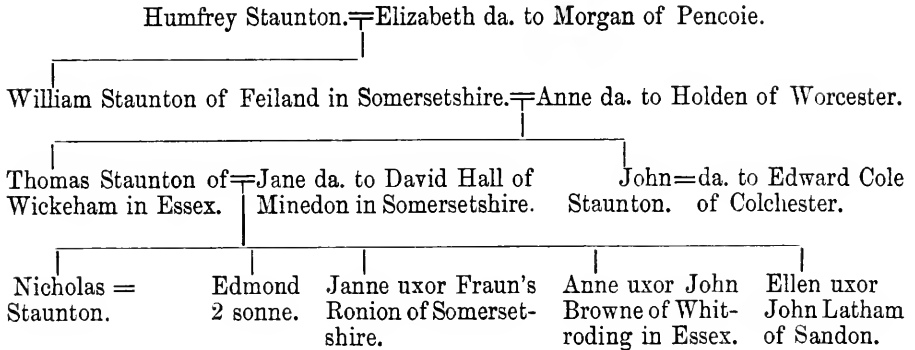 Humfrey Staunton.=Elizabeth da. to Morgan of Pencoie.
William Staunton of Feiland in Somersetshire.=Anne da. to Holden of Worcester.
Thomas Staunton of=Jane da. to David Hall of
Wickeham in Essex. Minedon in Somersetshire.
John=da. to Edward Cole
Staunton. of Colchester.
Nicholas =
Staunton.
Edmond
2 sonne.
Janne uxor Fraun's
Ronion of Somerset-
shire.
Anne uxor John
Browne of Whit-
roding in Essex.
Ellen uxor
John Latham
of Sandon.